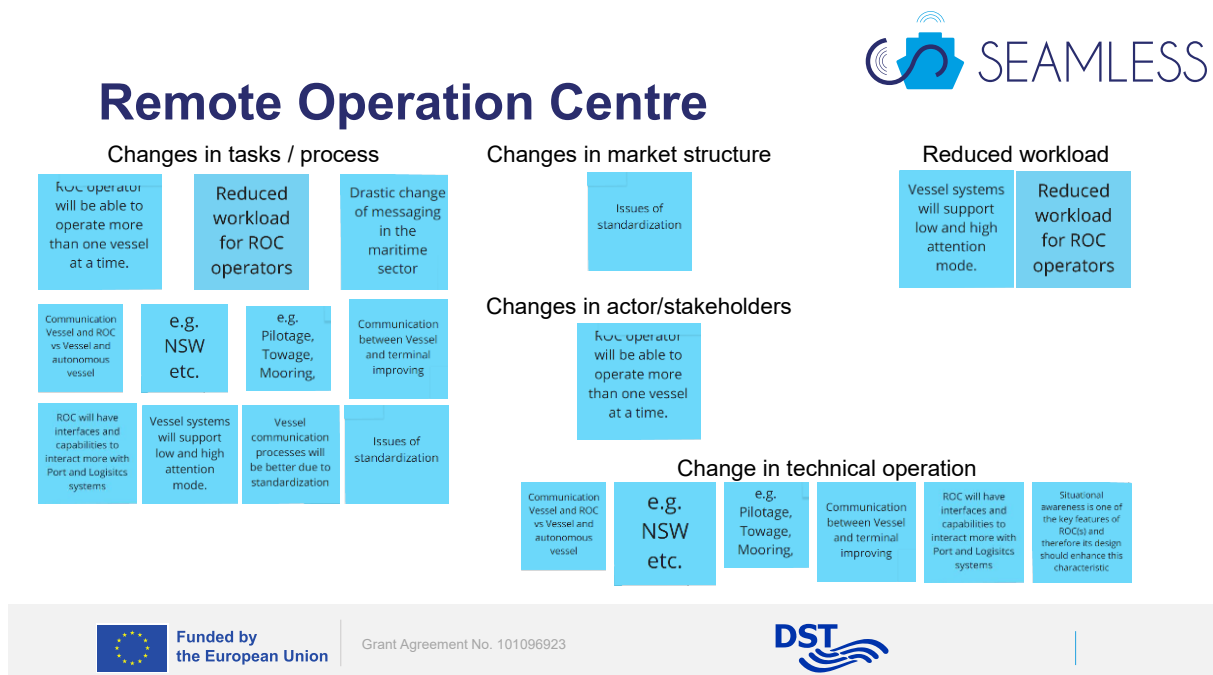 SEAMLESS
Remote Operation Centre
Changes in tasks / process
ROC operator
will be able to
operate more
than one vessel
at a time.
Reduced
workload
for ROC
operators
Drastic change
of messaging
in the
maritime
sector
Communication
Vessel and ROC
vs Vessel and
autonomous
vessel
e.g.
NSW
etc.
e.g.
Pilotage,
Towage,
Mooring,
Communication
between Vessel
and terminal
improving
ROC will have
interfaces and
capabilities to
interact more with
Port and Logisitcs
systems
Vessel systems
will support
low and high
attention
mode.
Vessel
communication
processes will
be better due to
standardization
Issues of
standardization
Changes in market structure
Issues of
standardization
Changes in actor/stakeholders
ROC operator
will be able to
operate more
than one vessel
at a time.
Reduced workload
Vessel systems
will support
low and high
attention
mode.
Reduced
workload
for ROC
operators
Change in technical operation
Communication
Vessel and ROC
vs Vessel and
autonomous
vessel
e.g.
NSW
etc.
e.g.
Pilotage,
Towage,
Mooring,
Communication
between Vessel
and terminal
improving
ROC will have
interfaces and
capabilities to
interact more with
Port and Logisitcs
systems
Situational
awareness is one of
the key features of
ROC(s) and
therefore its design
should enhance this
characteristic
Funded by
the European Union
Grant Agreement No. 101096923
DST